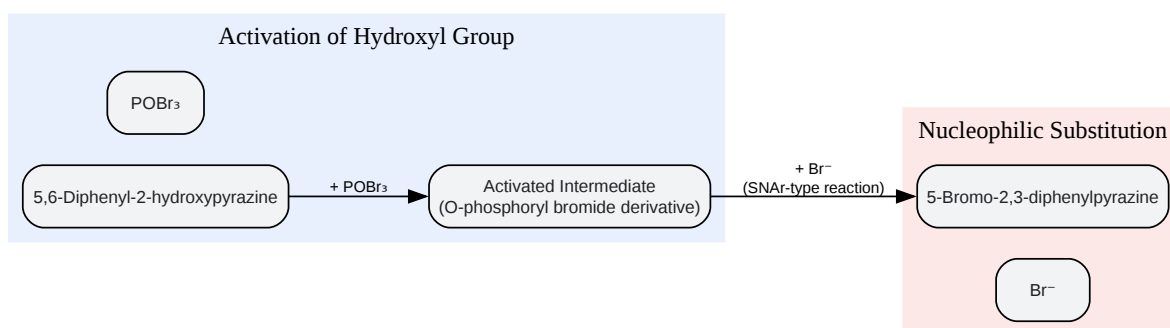 Activation of Hydroxyl Group
POBr₃
5,6-Diphenyl-2-hydroxypyrazine
+ POBr₃
Activated Intermediate
(O-phosphoryl bromide derivative)
+ Br⁻
(SNAr-type reaction)
Nucleophilic Substitution
5-Bromo-2,3-diphenylpyrazine
Br⁻